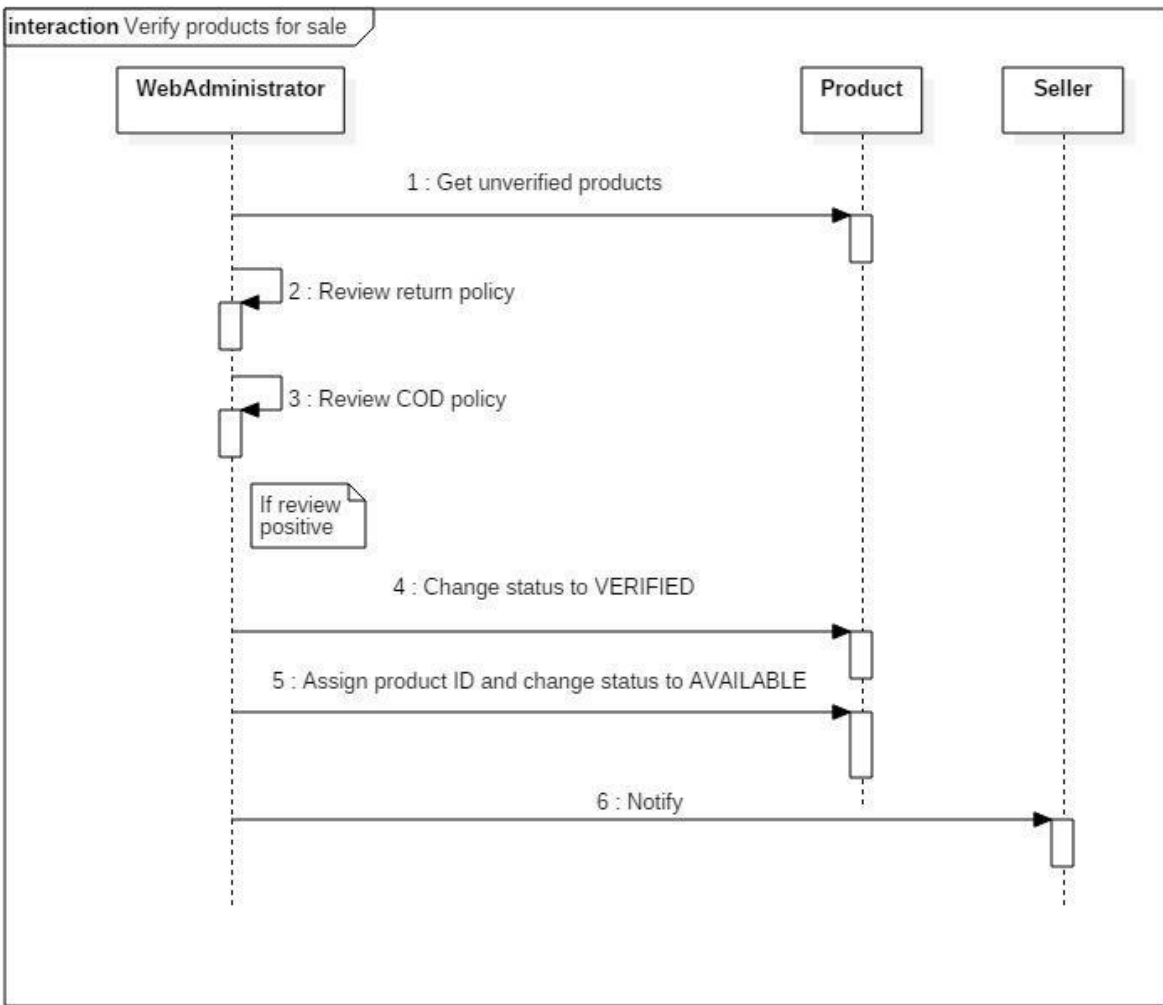 interaction Verify products for sale
WebAdministrator
Product
Seller
1 : Get unverified products
2 : Review return policy
3 : Review COD policy
If review
positive
4 : Change status to VERIFIED
5 : Assign product ID and change status to AVAILABLE
6 : Notify